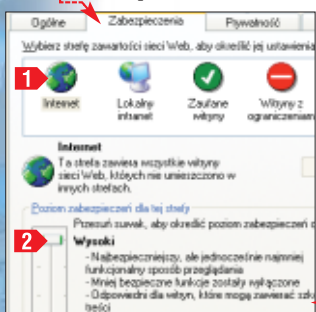 Ogólne Zabezpieczenia Prywatność
Wybierz strefę zawartości sieci Web, aby określić jej ustawienia
1
Internet Lokalny intranet Zaufane witryny Witryny z ograniczeniam
Internet
Ta strefa zawiera wszystkie witryny
sieci Web, których nie umieszczono w
innych strefach.
Poziom zabezpieczeń dla tej strefy
Przesuń suwak, aby określić poziom zabezpieczeń
2
Wysoki
- Najbezpieczniejszy, ale jednocześnie najmniej
funkcjonalny sposób przeglądania
- Mniej bezpieczne funkcje zostały wyłączone
- Odpowiedni dla witryn, które mogą zawierać szko
treści